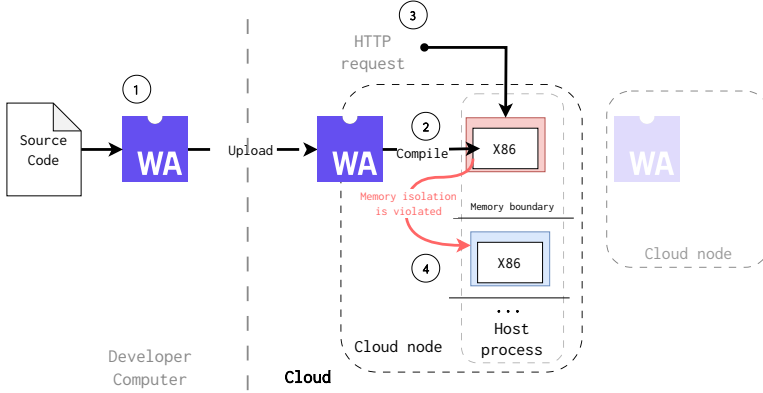 3
HTTP
request
1
Source
Code
WA
Upload
WA
2
Compile
X86
WA
Memory isolation
is violated
Memory boundary
4
X86
Cloud node
...
Host
process
Cloud node
Developer
Computer
Cloud